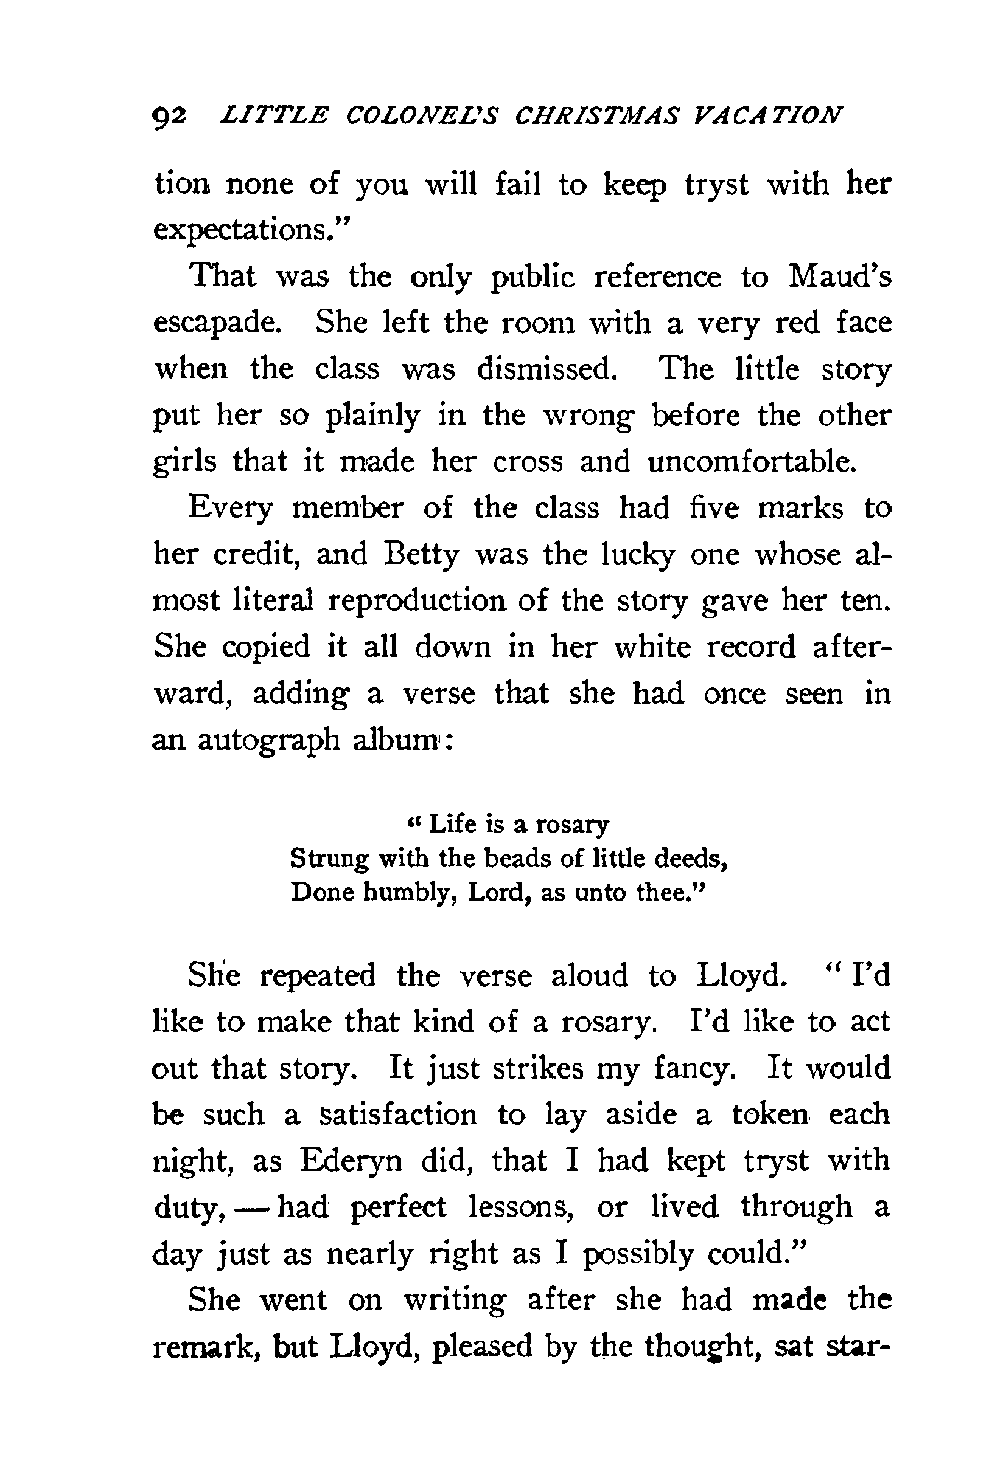 92 LITTLE COLONEL'S CHRISTMAS VACATION
tion none of you will fail to keep tryst with her
expectations."
That was the only public reference to Maud's
escapade. She left the room with a very red face
when the class was dismissed. The little story
put her so plainly in the wrong before the other
girls that it made her cross and uncomfortable.
Every member of the class had five marks to
her credit, and Betty was the lucky one whose al-
most literal reproduction of the story gave her ten.
She copied it all down in her white record after-
ward, adding a verse that she had once seen in
an autograph album:
" Life is a rosary
Strung with the beads of little deeds,
Done humbly, Lord, as unto thee."
She repeated the verse aloud to Lloyd. " I'd
like to make that kind of a rosary. I'd like to act
out that story. It just strikes my fancy. It would
be such a satisfaction to lay aside a token each
night, as Ederyn did, that I had kept tryst with
duty, — had perfect lessons, or lived through a
day just as nearly right as I possibly could."
She went on writing after she had made the
remark, but Lloyd, pleased by the thought, sat star-